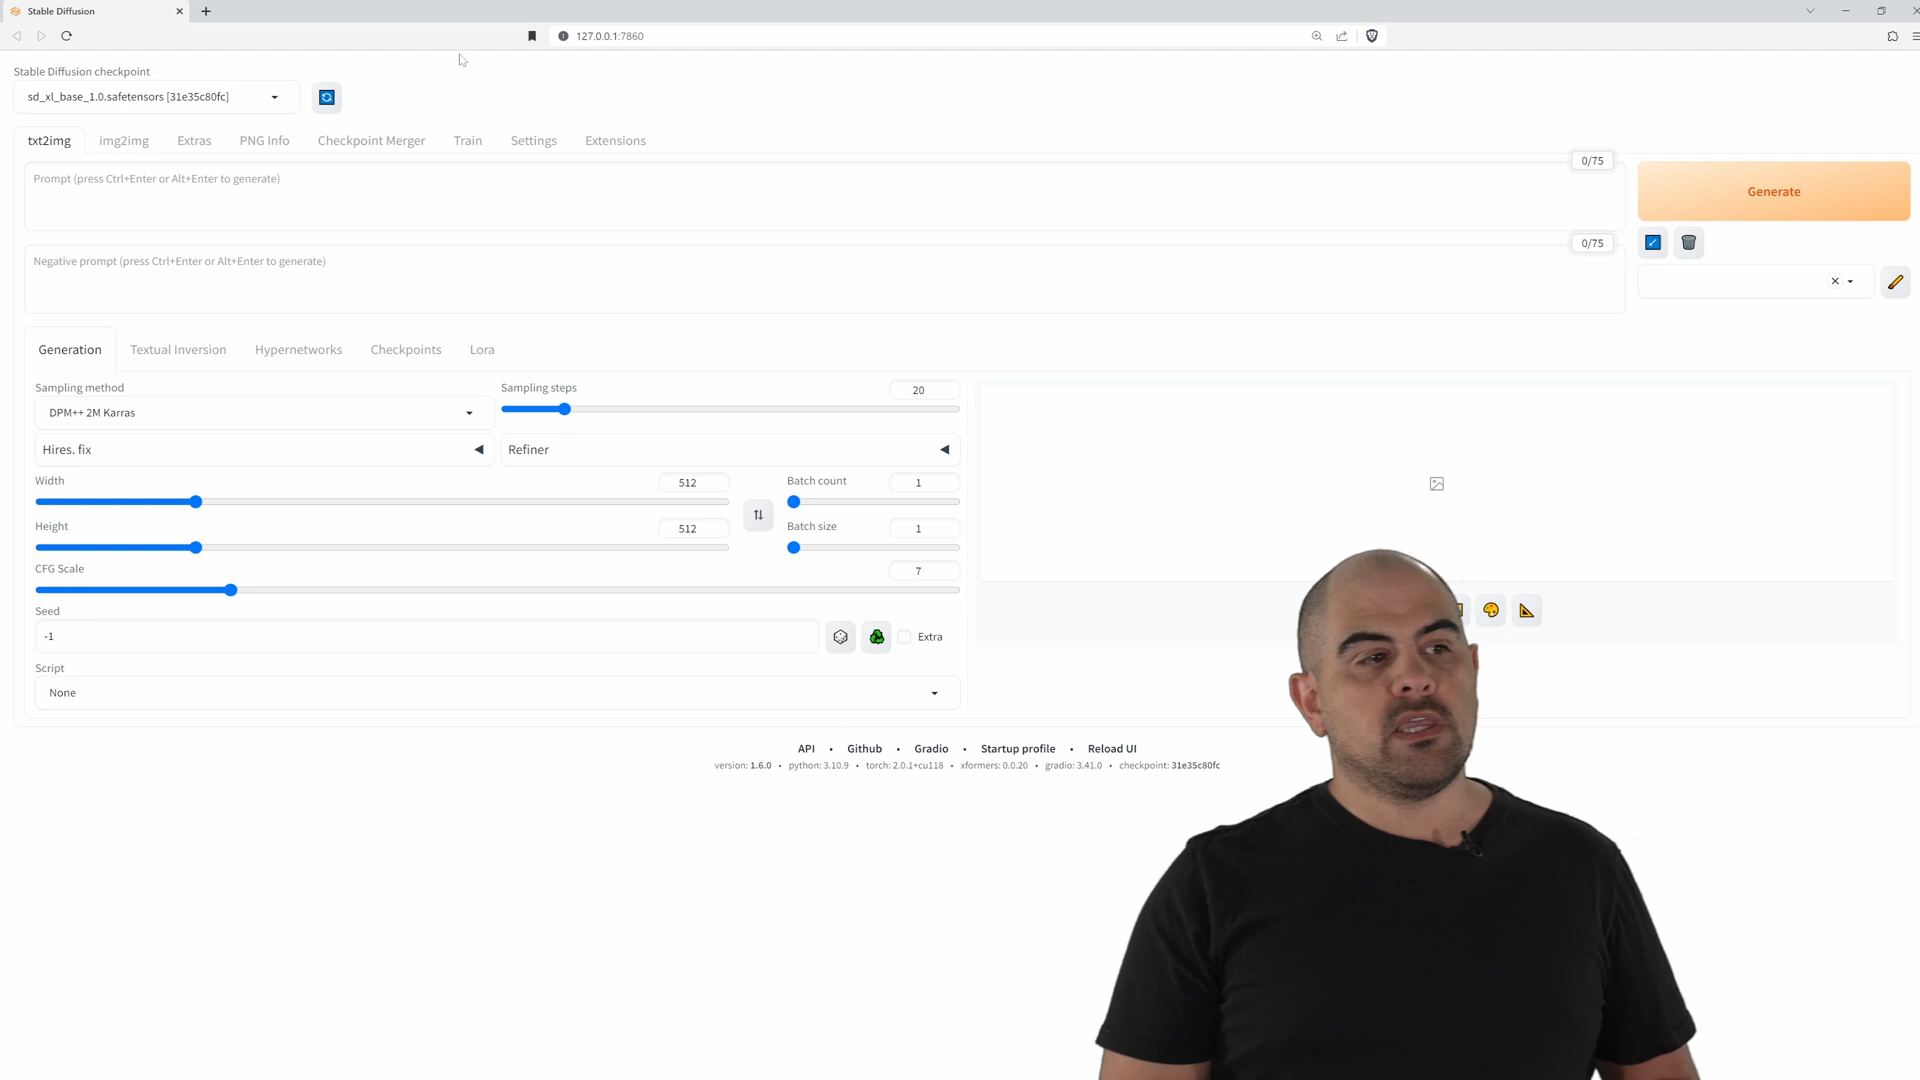 Stable Diffusion
127.0.0.1:7860
Stable Diffusion checkpoint
sd_xl_base_1.0.safetensors [31e35c80fc]
txt2img img2img Extras PNG Info Checkpoint Merger Train Settings Extensions
0/75
Prompt (press Ctrl+Enter or Alt+Enter to generate)
Generate
0/75
Negative prompt (press Ctrl+Enter or Alt+Enter to generate)
Generation Textual Inversion Hypernetworks Checkpoints Lora
Sampling method
Sampling steps
20
DPM++ 2M Karras
Hires. fix
Refiner
Width
512
Batch count
1
Height
512
Batch size
1
CFG Scale
7
Seed
-1
Extra
Script
None
API • Github • Gradio • Startup profile • Reload UI
version: 1.6.0 • python: 3.10.9 • torch: 2.0.1+cu118 • xformers: 0.0.20 • gradio: 3.41.0 • checkpoint: 31e35c80fc